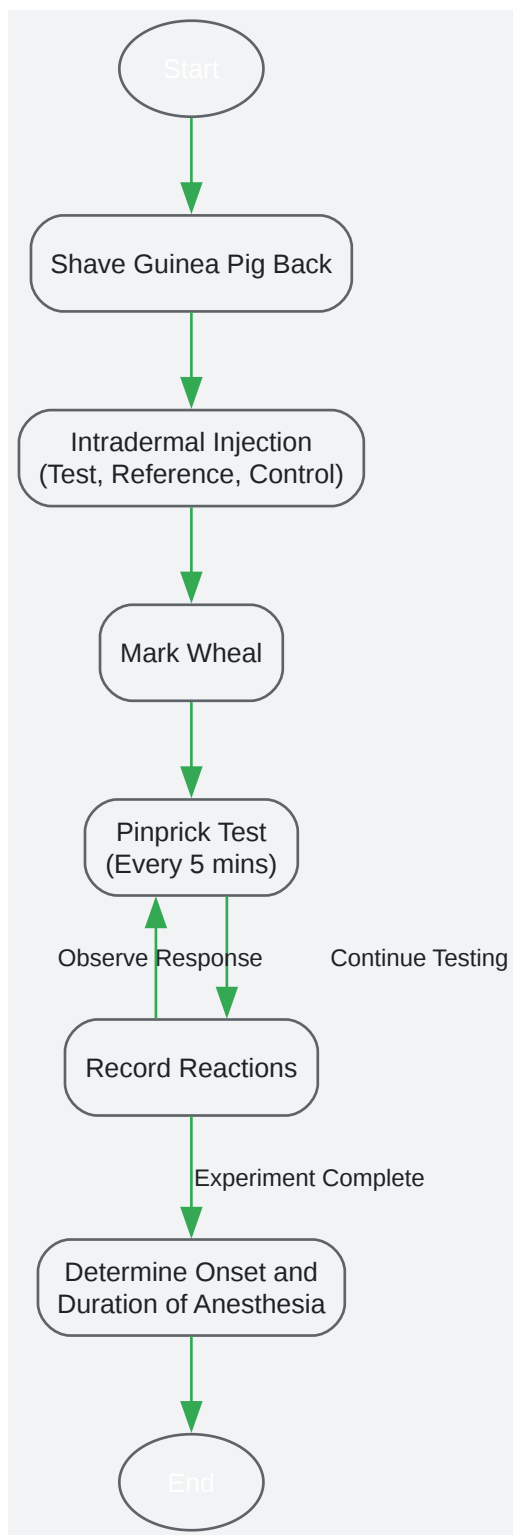 Start
Shave Guinea Pig Back
Intradermal Injection
(Test, Reference, Control)
Mark Wheal
Pinprick Test
(Every 5 mins)
Observe Response
Continue Testing
Record Reactions
Experiment Complete
Determine Onset and
Duration of Anesthesia
End